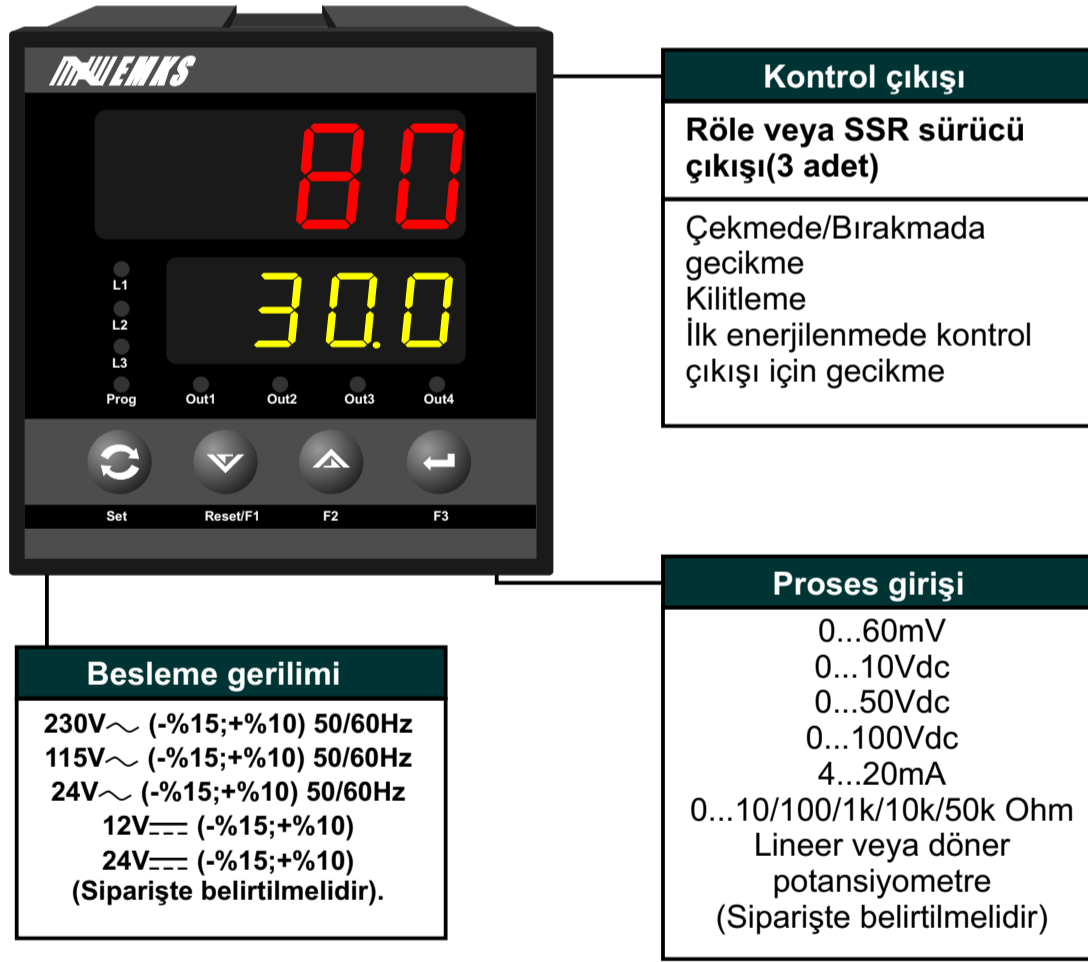 EMKS
80
30.0
L1
L2
L3
Prog Out1 Out2 Out3 Out4
Set Reset/F1 F2 F3
Kontrol çıkışı
Röle veya SSR sürücü
çıkışı(3 adet)
Çekmede/Bırakmada
gecikme
Kilitleme
İlk enerjilenmede kontrol
çıkışı için gecikme
Besleme gerilimi
230V～ (-%15;+%10) 50/60Hz
115V～ (-%15;+%10) 50/60Hz
24V～ (-%15;+%10) 50/60Hz
12V⎓ (-%15;+%10)
24V⎓ (-%15;+%10)
(Siparişte belirtilmelidir).
Proses girişi
0...60mV
0...10Vdc
0...50Vdc
0...100Vdc
4...20mA
0...10/100/1k/10k/50k Ohm
Lineer veya döner
potansiyometre
(Siparişte belirtilmelidir)